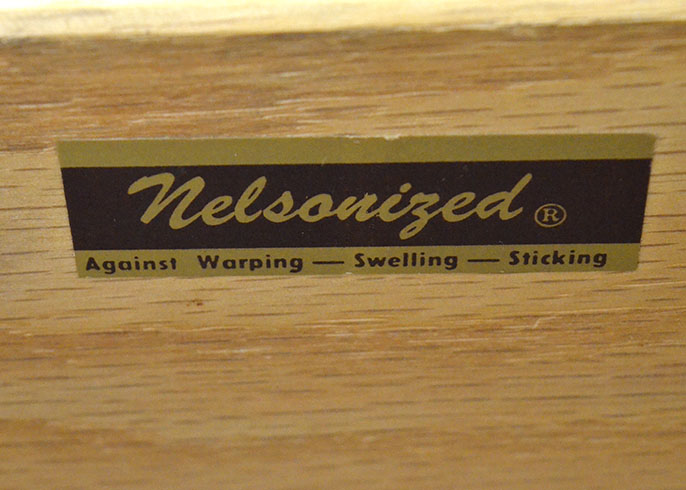 Nelsonized ®
Against Warping — Swelling — Sticking